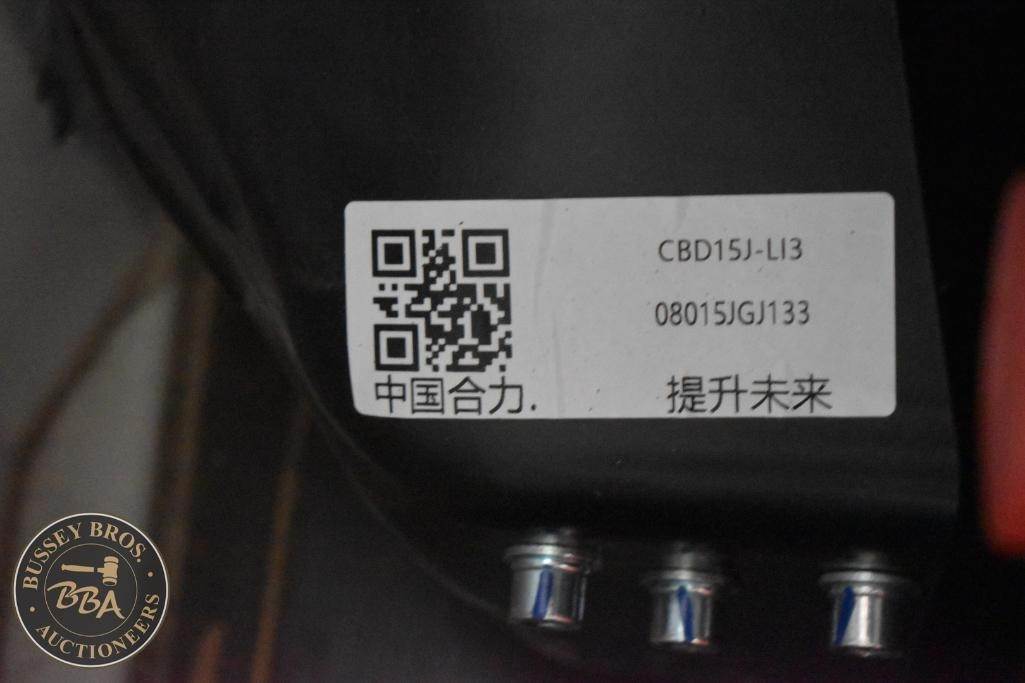 CBD15J-LI3
08015JGJ133
中国合力. 提升未来
BUSSEY BROS.
BBA
AUCTIONEERS